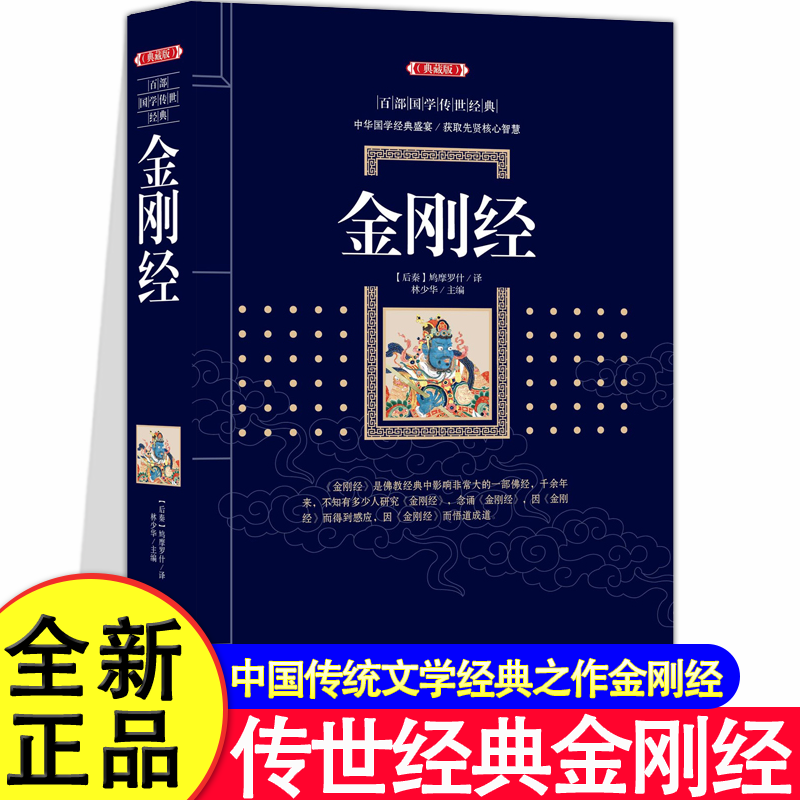 （典藏版）
百部
国学传世
经典
金刚经
【后秦】鸠摩罗什/译
林少华/主编
（典藏版）
百部国学传世经典
中华国学经典盛宴/获取先贤核心智慧
金刚经
【后秦】鸠摩罗什/译
林少华/主编
《金刚经》是佛教经典中影响非常大的一部佛经，千余年
来，不知有多少人研究《金刚经》，念诵《金刚经》，因《金刚
经》而得到感应，因《金刚经》而悟道成道。
全新
正品
中国传统文学经典之作金刚经
传世经典金刚经